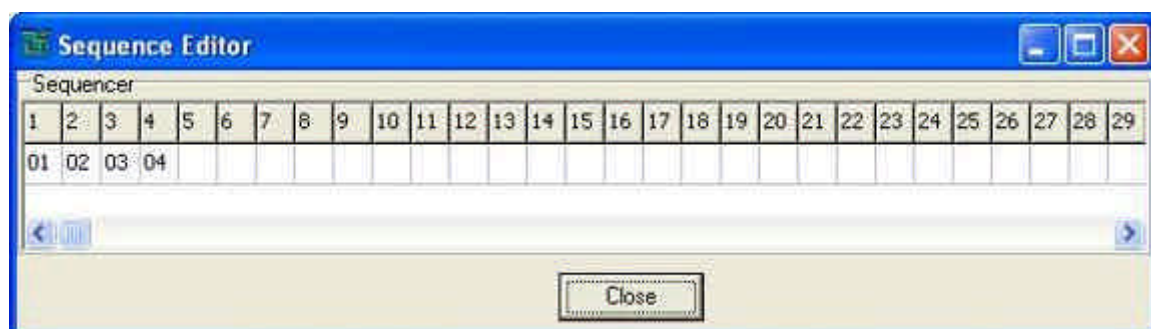 Sequence Editor
Sequencer
1 2 3 4 5 6 7 8 9 10 11 12 13 14 15 16 17 18 19 20 21 22 23 24 25 26 27 28 29
01 02 03 04
Close